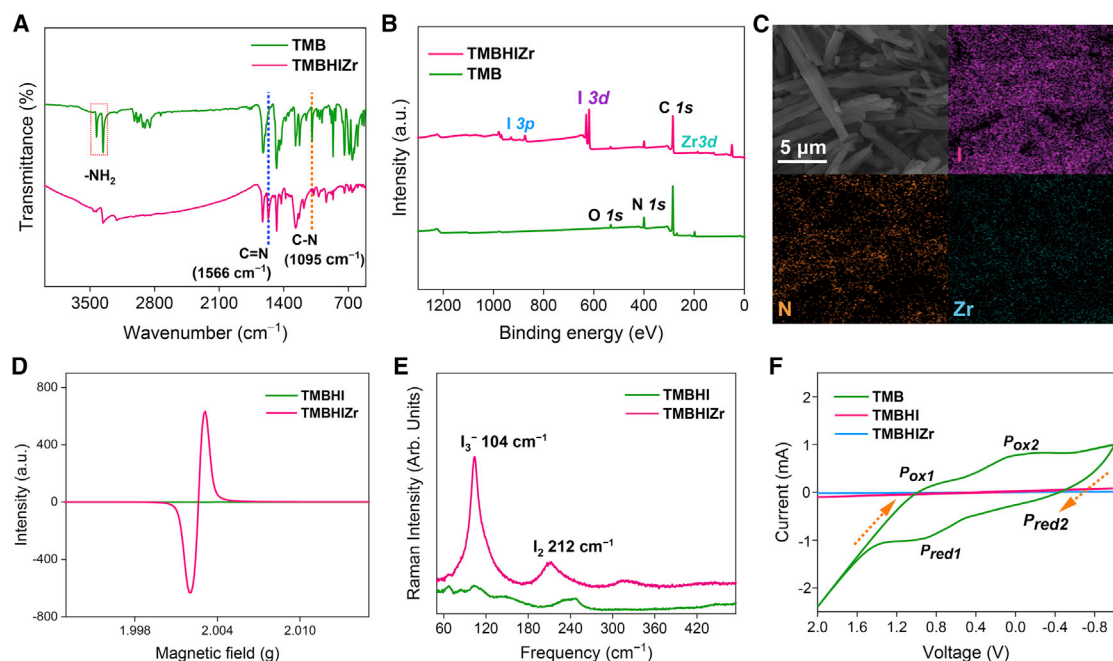 A
TMB
TMBHIZr
-NH₂
C=N
(1566 cm⁻¹)
C-N
(1095 cm⁻¹)
Transmittance (%)
3500 2800 2100 1400 700
Wavenumber (cm⁻¹)
B
TMBHIZr
TMB
I 3d
I 3p
C 1s
Zr3d
O 1s
N 1s
Intensity (a.u.)
1200 1000 800 600 400 200 0
Binding energy (eV)
C
5 μm
I
N
Zr
D
TMBHI
TMBHIZr
Intensity (a.u.)
800
400
0
-400
-800
1.998 2.004 2.010
Magnetic field (g)
E
TMBHI
TMBHIZr
I₃⁻ 104 cm⁻¹
I₂ 212 cm⁻¹
Raman Intensity (Arb. Units)
60 120 180 240 300 360 420
Frequency (cm⁻¹)
F
TMB
TMBHI
TMBHIZr
Pox1
Pox2
Pred1
Pred2
Current (mA)
2
1
0
-1
-2
2.0 1.6 1.2 0.8 0.4 0.0 -0.4 -0.8
Voltage (V)